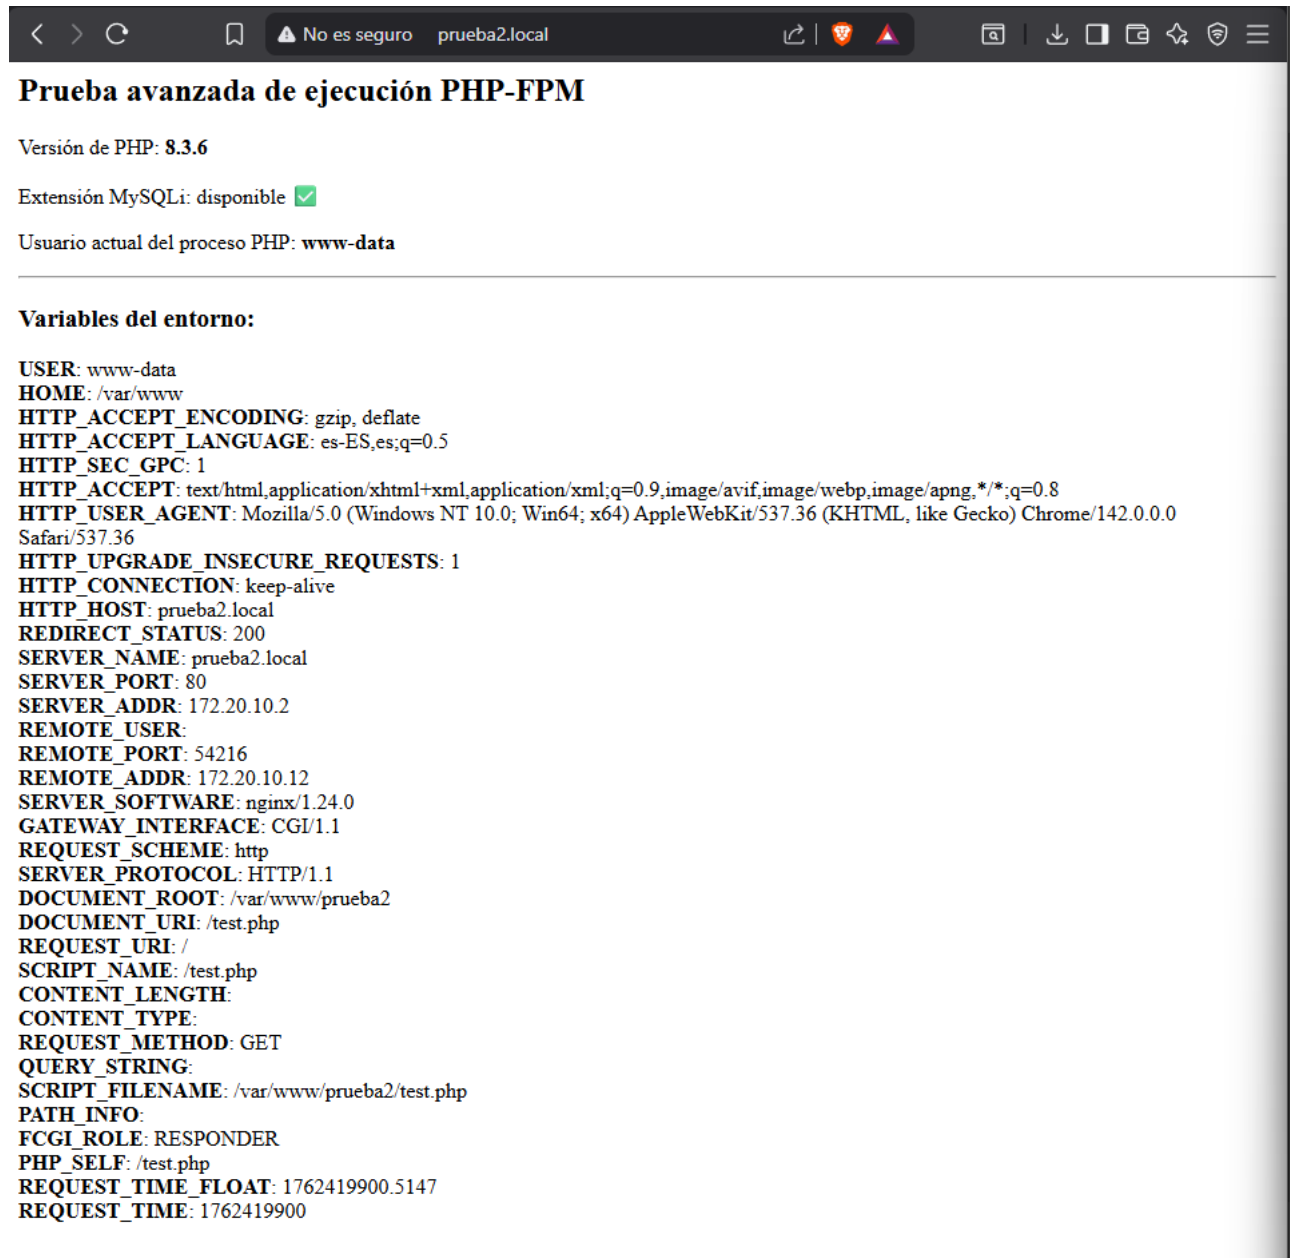 No es seguro prueba2.local
Prueba avanzada de ejecución PHP-FPM
Versión de PHP: 8.3.6
Extensión MySQLi: disponible ✅
Usuario actual del proceso PHP: www-data
Variables del entorno:
USER: www-data
HOME: /var/www
HTTP_ACCEPT_ENCODING: gzip, deflate
HTTP_ACCEPT_LANGUAGE: es-ES,es;q=0.5
HTTP_SEC_GPC: 1
HTTP_ACCEPT: text/html,application/xhtml+xml,application/xml;q=0.9,image/avif,image/webp,image/apng,*/*;q=0.8
HTTP_USER_AGENT: Mozilla/5.0 (Windows NT 10.0; Win64; x64) AppleWebKit/537.36 (KHTML, like Gecko) Chrome/142.0.0.0
Safari/537.36
HTTP_UPGRADE_INSECURE_REQUESTS: 1
HTTP_CONNECTION: keep-alive
HTTP_HOST: prueba2.local
REDIRECT_STATUS: 200
SERVER_NAME: prueba2.local
SERVER_PORT: 80
SERVER_ADDR: 172.20.10.2
REMOTE_USER:
REMOTE_PORT: 54216
REMOTE_ADDR: 172.20.10.12
SERVER_SOFTWARE: nginx/1.24.0
GATEWAY_INTERFACE: CGI/1.1
REQUEST_SCHEME: http
SERVER_PROTOCOL: HTTP/1.1
DOCUMENT_ROOT: /var/www/prueba2
DOCUMENT_URI: /test.php
REQUEST_URI: /
SCRIPT_NAME: /test.php
CONTENT_LENGTH:
CONTENT_TYPE:
REQUEST_METHOD: GET
QUERY_STRING:
SCRIPT_FILENAME: /var/www/prueba2/test.php
PATH_INFO:
FCGI_ROLE: RESPONDER
PHP_SELF: /test.php
REQUEST_TIME_FLOAT: 1762419900.5147
REQUEST_TIME: 1762419900